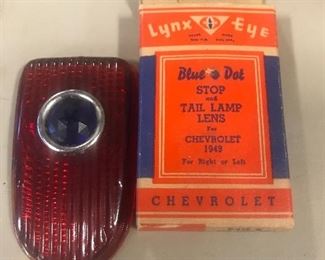 Lynx Eye
Blue Dot
STOP
and
TAIL LAMP
LENS
For
CHEVROLET
1949
For Right or Left
CHEVROLET